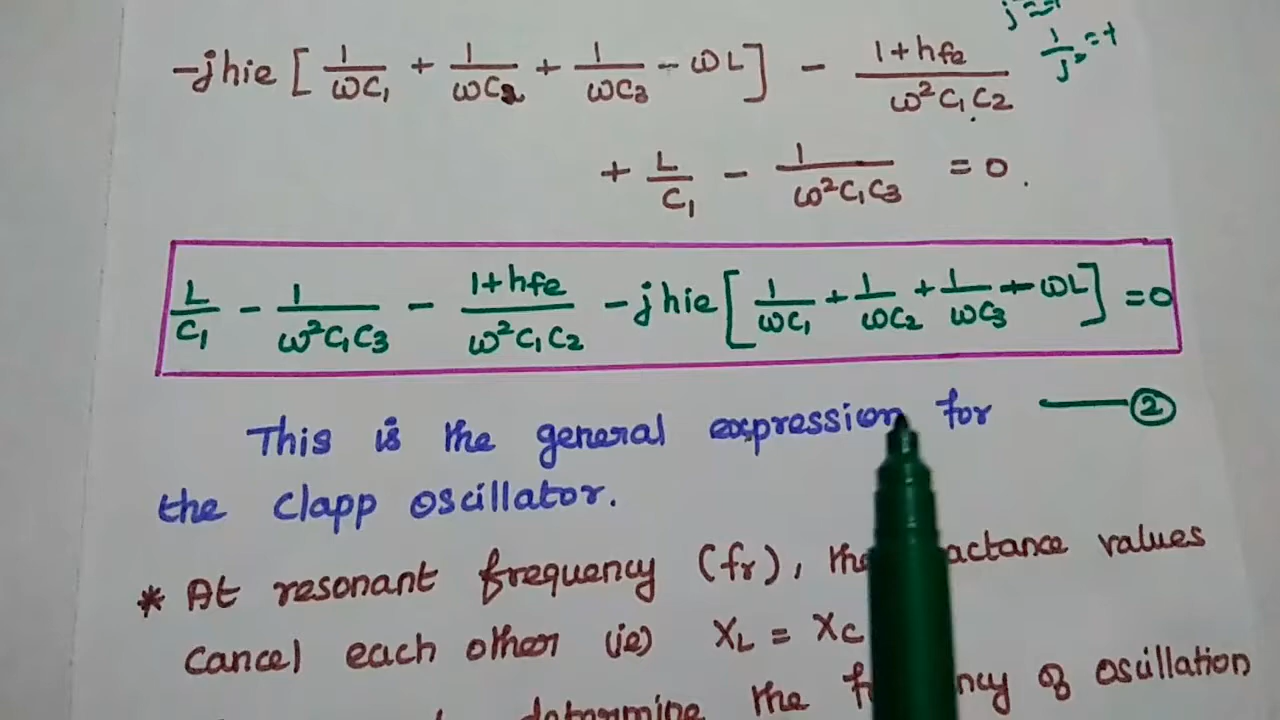 j²=-1
1/j² = -1
-jhie [ 1/ωC₁ + 1/ωC₂ + 1/ωC₃ - ωL ] - 1+hfe/ω²C₁C₂
+ L/C₁ - 1/ω²C₁C₃ = 0.
L/C₁ - 1/ω²C₁C₃ - 1+hfe/ω²C₁C₂ -jhie [ 1/ωC₁ + 1/ωC₂ + 1/ωC₃ - ωL ] = 0
This is the general expression for —— ②
the Clapp oscillator.
* At resonant frequency (fr), the actance values
cancel each other (ie) XL = XC
determine the of oscillation